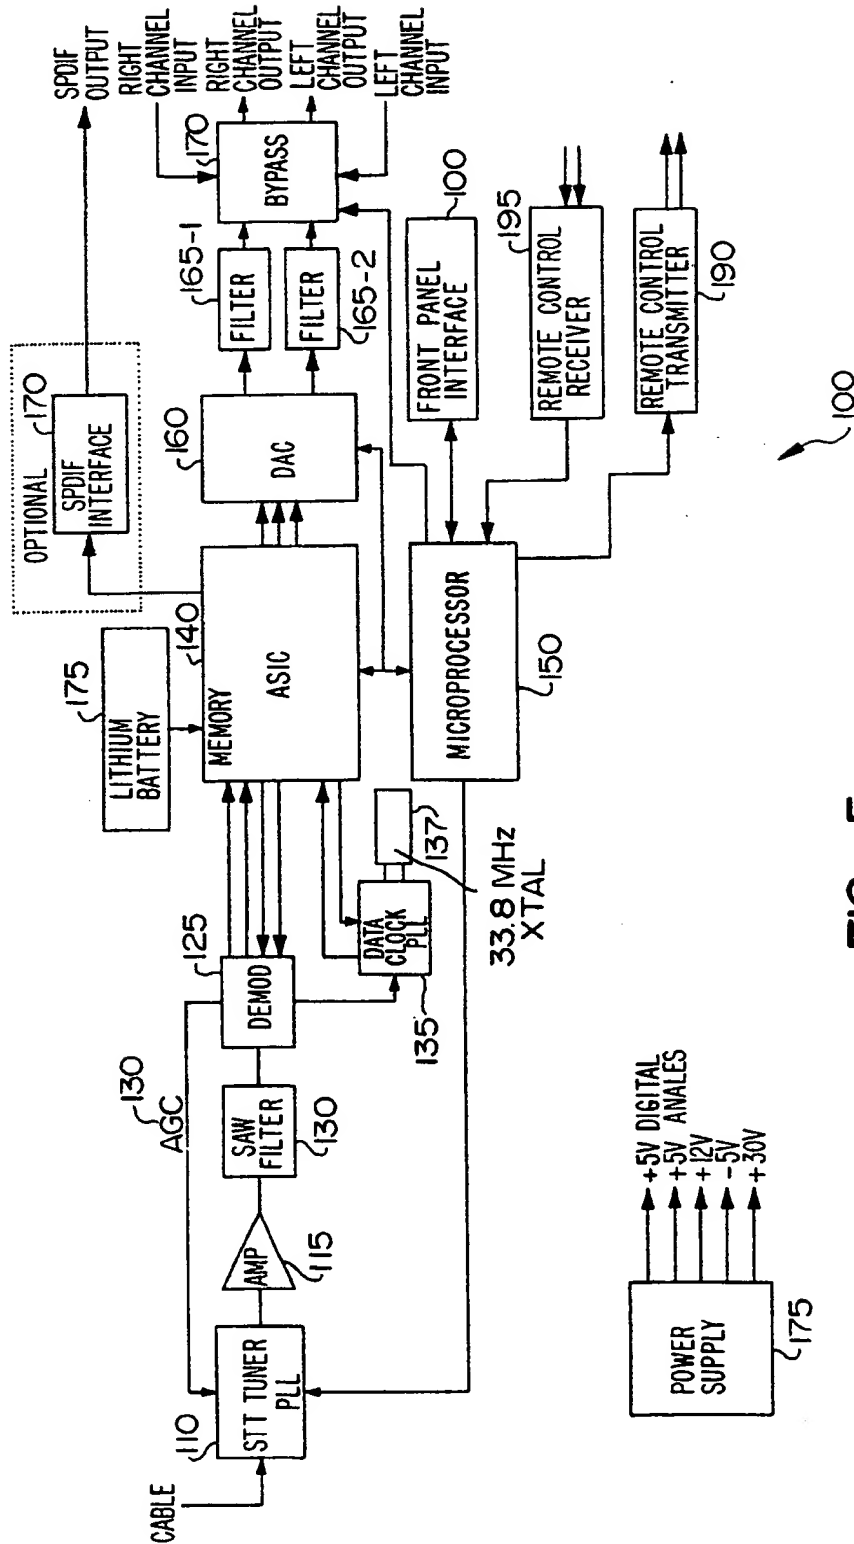 SPDIF
OUTPUT
RIGHT
CHANNEL
INPUT
RIGHT
CHANNEL
OUTPUT
LEFT
CHANNEL
OUTPUT
LEFT
CHANNEL
INPUT
OPTIONAL
170
SPDIF
INTERFACE
175
LITHIUM
BATTERY
140
MEMORY
ASIC
160
DAC
165-1
FILTER
FILTER
165-2
170
BYPASS
CABLE
110
STT TUNER
PLL
130
AGC
AMP
115
SAW
FILTER
130
125
DEMOD
DATA
CLOCK
PLL
135
137
33.8 MHz
XTAL
MICROPROCESSOR
150
FRONT PANEL
INTERFACE
100
195
REMOTE CONTROL
RECEIVER
REMOTE CONTROL
TRANSMITTER
190
100
POWER
SUPPLY
175
+5V DIGITAL
+5V ANALES
+12V
-5V
+30V